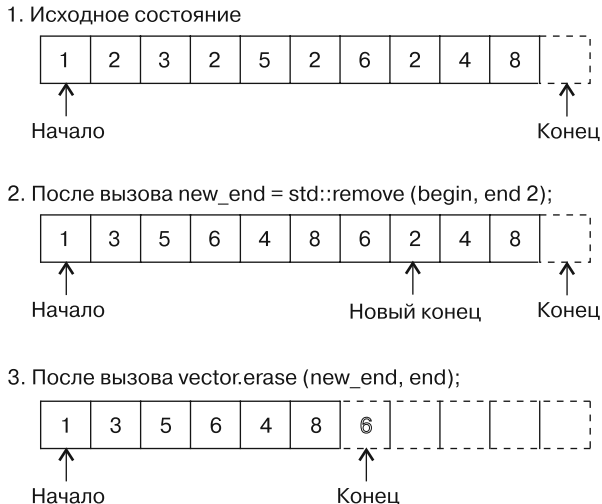 1. Исходное состояние
1 2 3 2 5 2 6 2 4 8
Начало Конец
2. После вызова new_end = std::remove (begin, end 2);
1 3 5 6 4 8 6 2 4 8
Начало Новый конец Конец
3. После вызова vector.erase (new_end, end);
1 3 5 6 4 8 6
Начало Конец